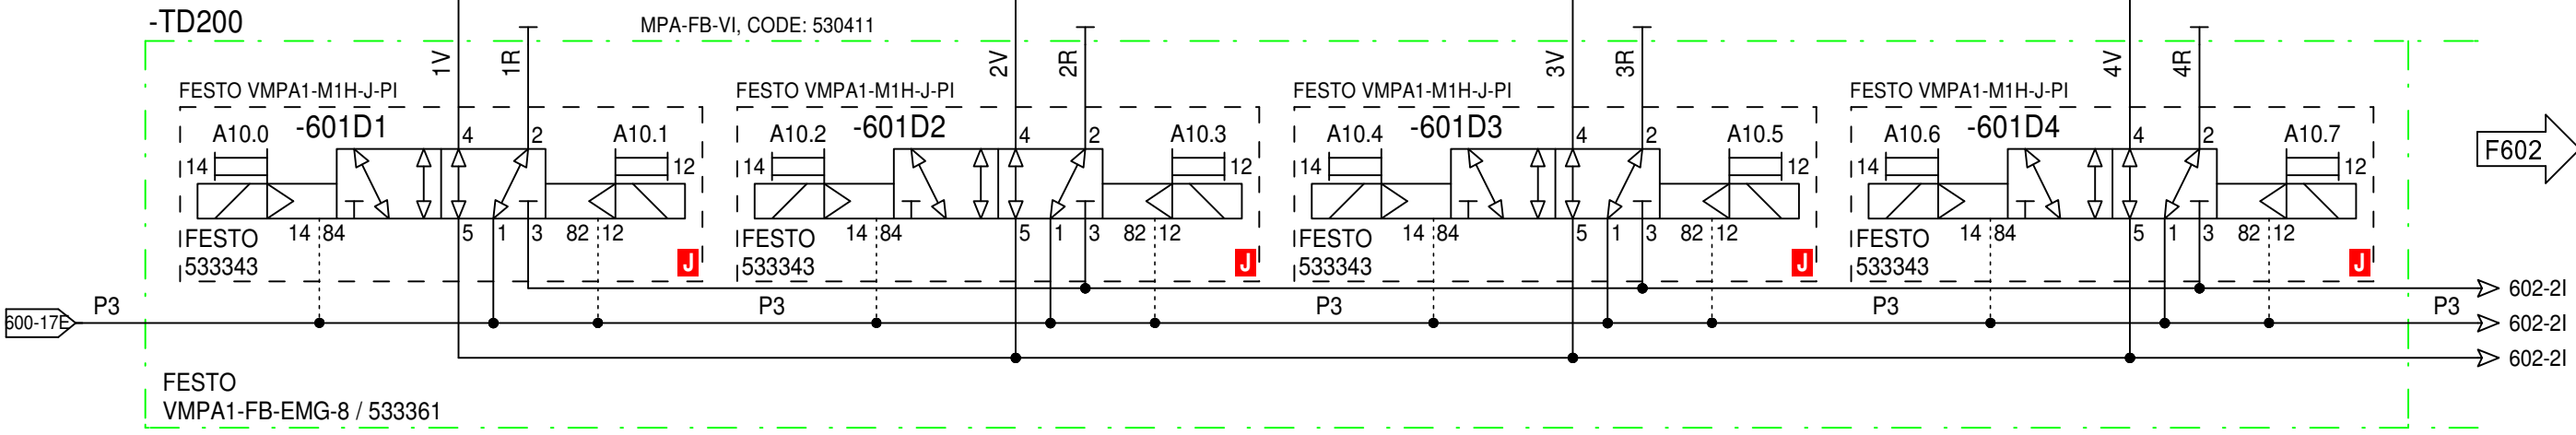 -TD200
MPA-FB-VI, CODE: 530411
1V 1R 2V 2R 3V 3R 4V 4R
FESTO VMPA1-M1H-J-PI FESTO VMPA1-M1H-J-PI FESTO VMPA1-M1H-J-PI FESTO VMPA1-M1H-J-PI
A10.0 -601D1 4 2 A10.1 A10.2 -601D2 4 2 A10.3 A10.4 -601D3 4 2 A10.5 A10.6 -601D4 4 2 A10.7
F602
14 12 14 12 14 12 14 12
14 84 5 1 3 82 12 14 84 5 1 3 82 12 14 84 5 1 3 82 12 14 84 5 1 3 82 12
FESTO FESTO FESTO FESTO
533343 J 533343 J 533343 J 533343 J
602-2I
P3 P3 P3 P3 P3
600-17E 602-2I
602-2I
FESTO
VMPA1-FB-EMG-8 / 533361